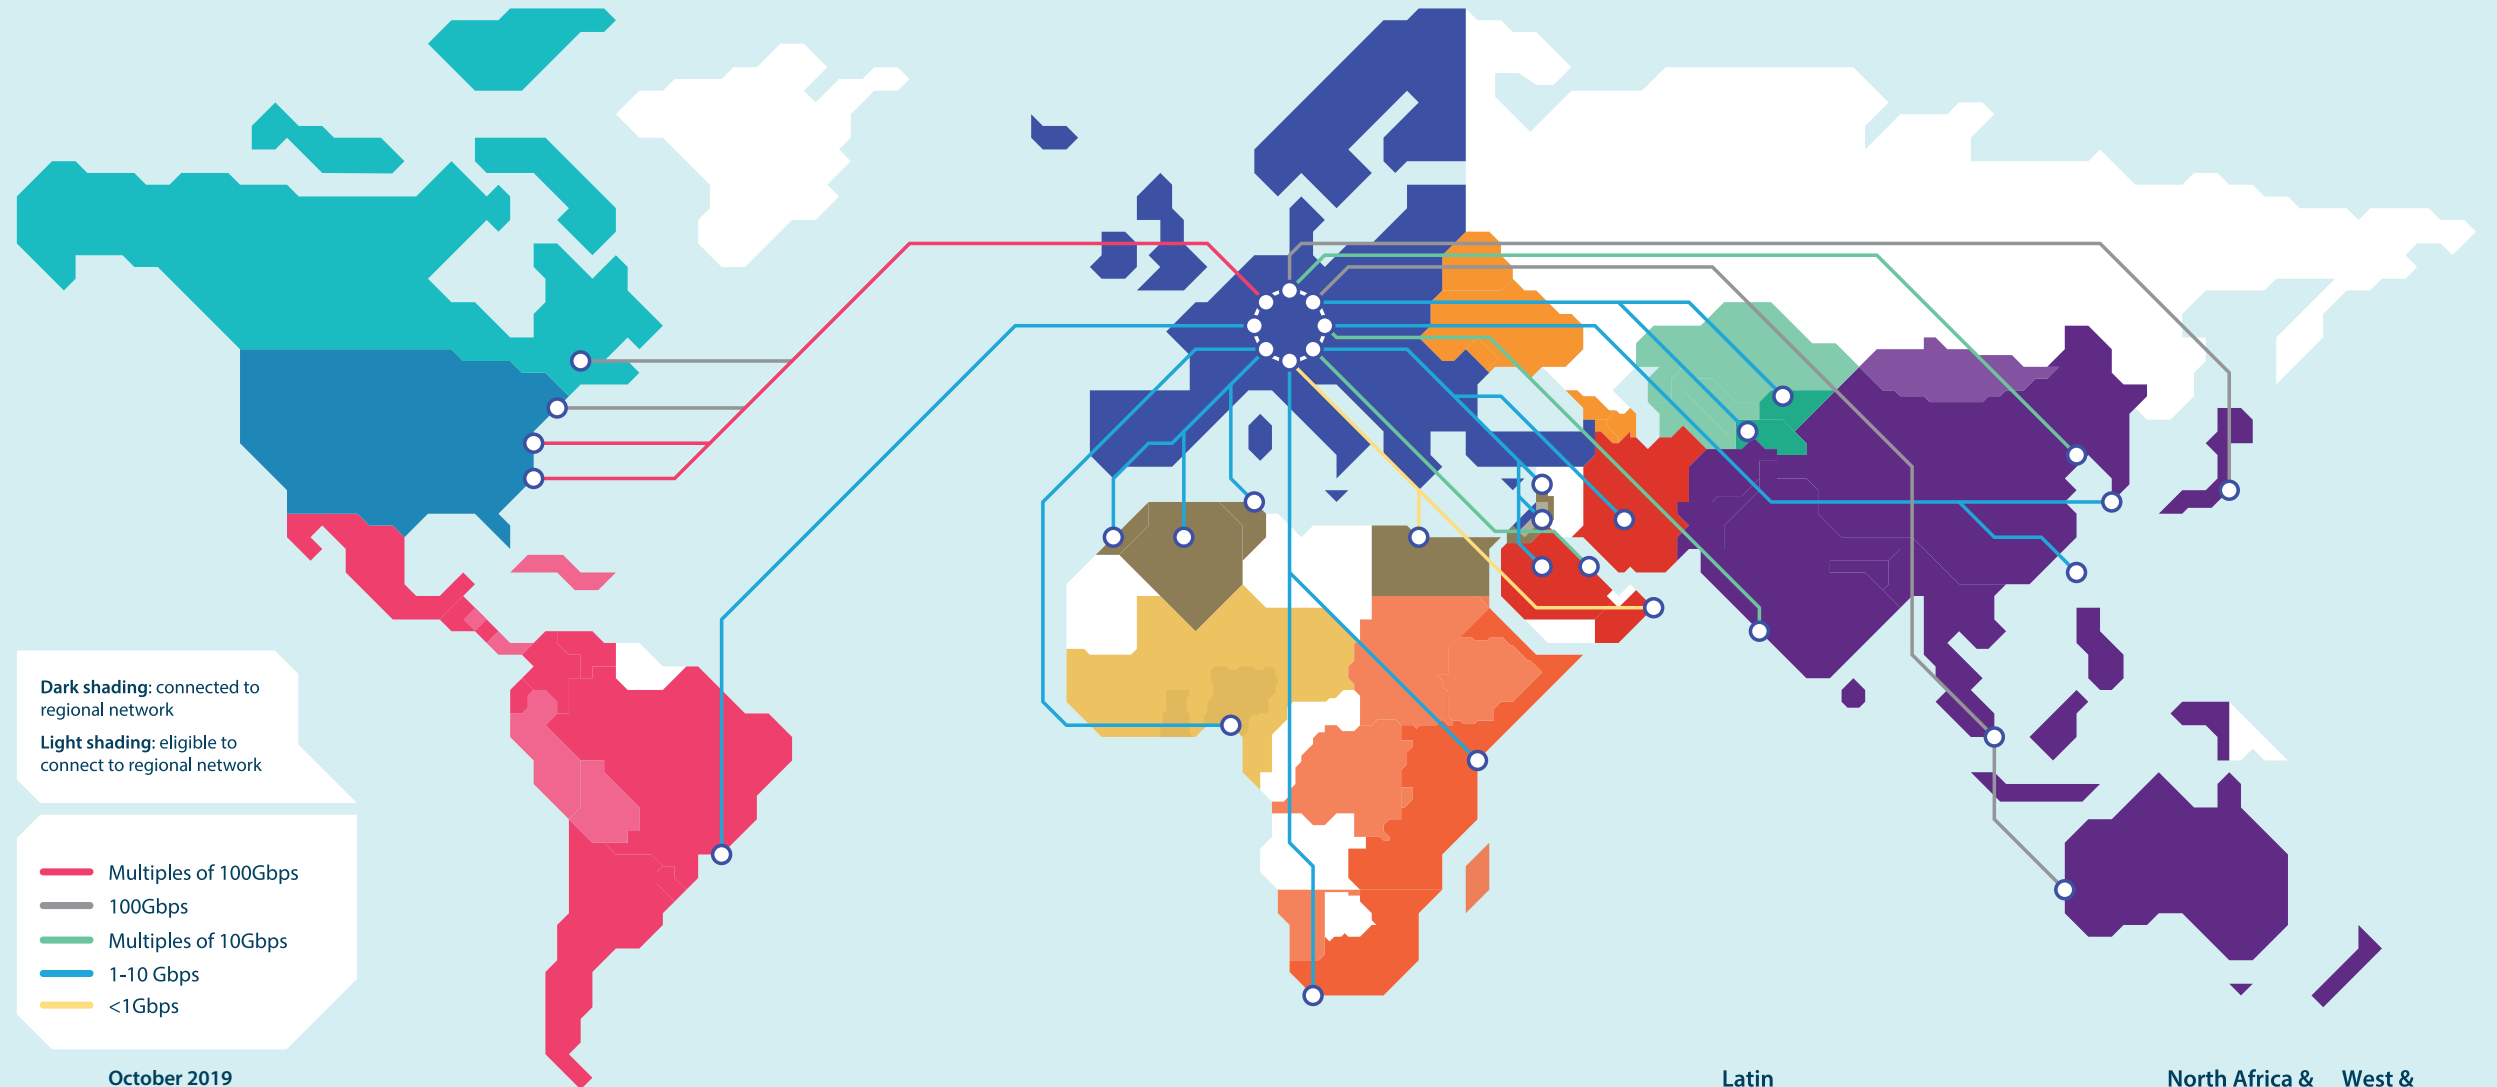 Dark shading: connected to
regional network
Light shading: eligible to
connect to regional network
Multiples of 100Gbps
100Gbps
Multiples of 10Gbps
1-10 Gbps
<1Gbps
October 2019
Latin
North Africa &
West &